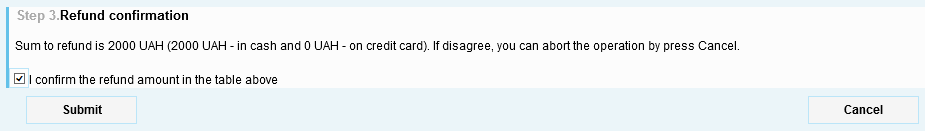 Step 3.Refund confirmation
Sum to refund is 2000 UAH (2000 UAH - in cash and 0 UAH - on credit card). If disagree, you can abort the operation by press Cancel.
I confirm the refund amount in the table above
Submit Cancel